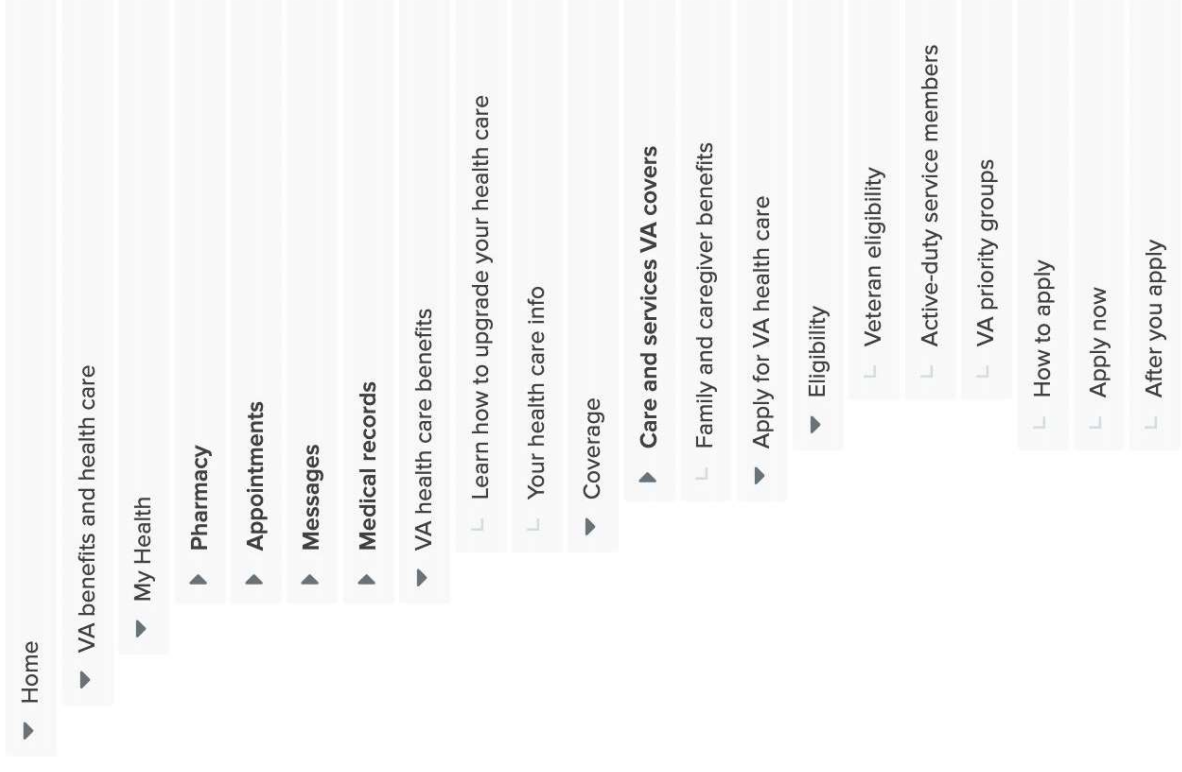 Home
VA benefits and health care
My Health
Pharmacy
Appointments
Messages
Medical records
VA health care benefits
Learn how to upgrade your health care
Your health care info
Coverage
Care and services VA covers
Family and caregiver benefits
Apply for VA health care
Eligibility
Veteran eligibility
Active-duty service members
VA priority groups
How to apply
Apply now
After you apply